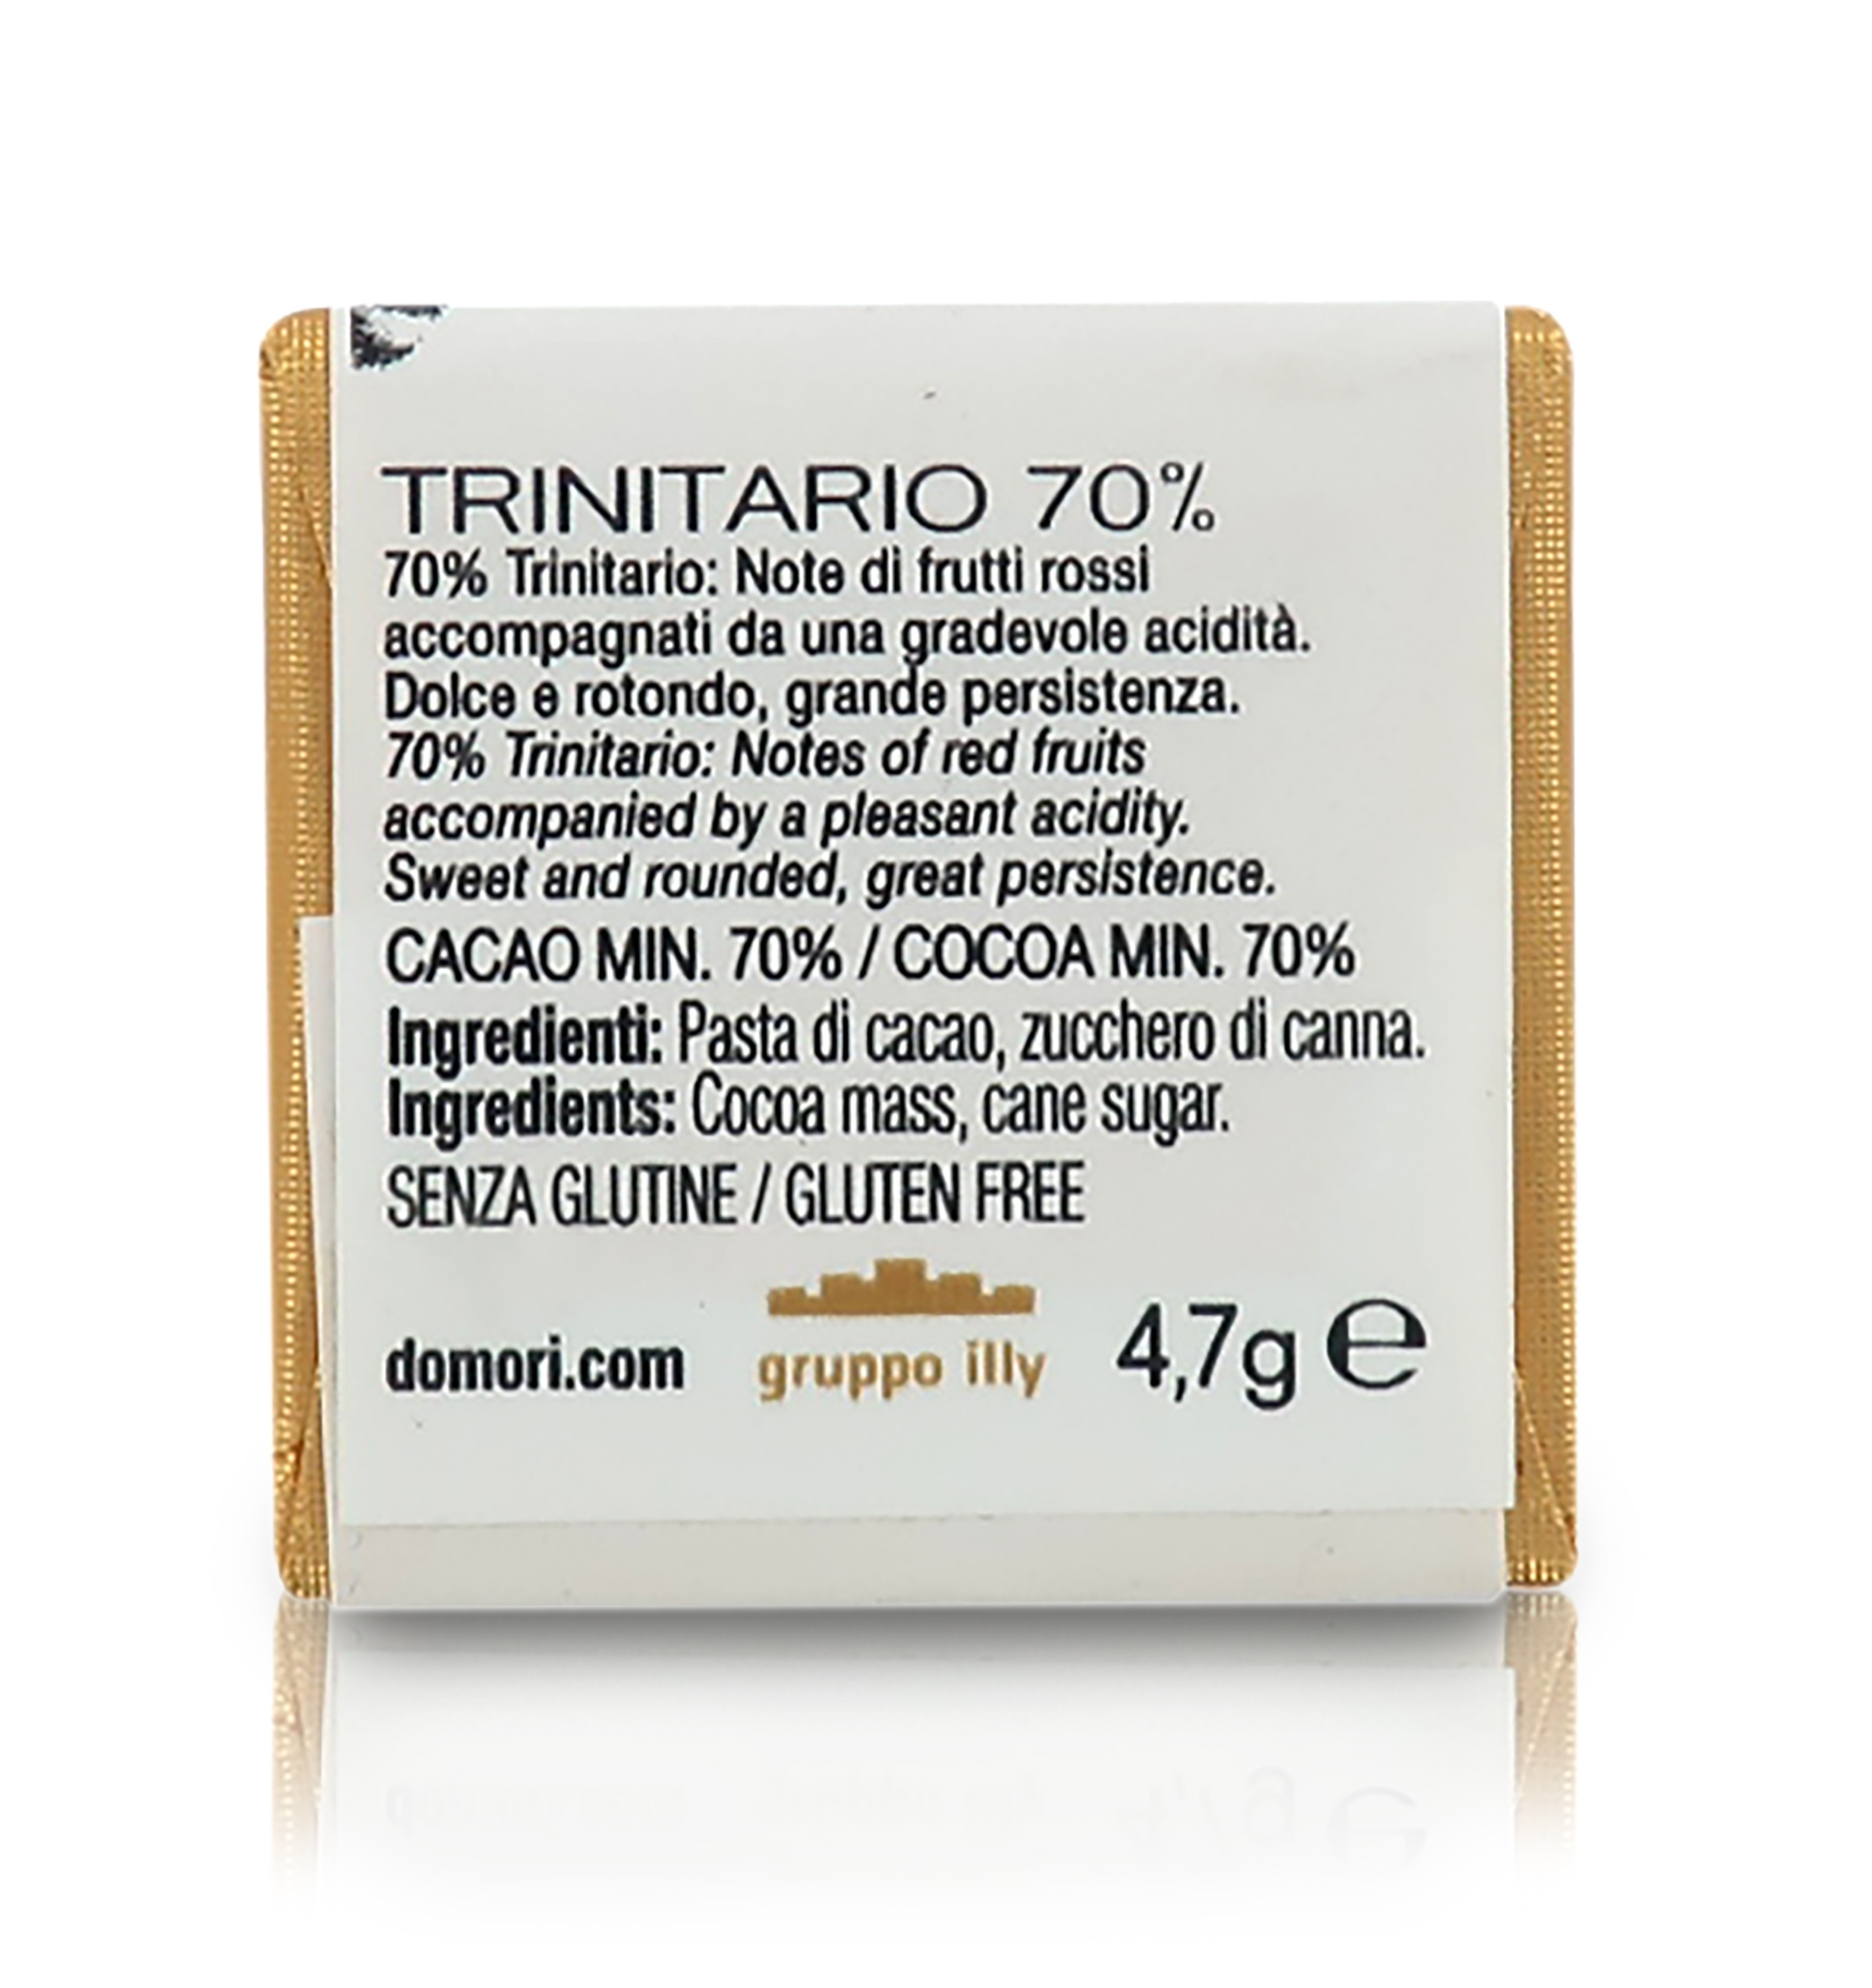 TRINITARIO 70%
70% Trinitario: Note di frutti rossi
accompagnati da una gradevole acidità.
Dolce e rotondo, grande persistenza.
70% Trinitario: Notes of red fruits
accompanied by a pleasant acidity.
Sweet and rounded, great persistence.
CACAO MIN. 70% / COCOA MIN. 70%
Ingredienti: Pasta di cacao, zucchero di canna.
Ingredients: Cocoa mass, cane sugar.
SENZA GLUTINE / GLUTEN FREE
domori.com gruppo illy 4,7g ℮